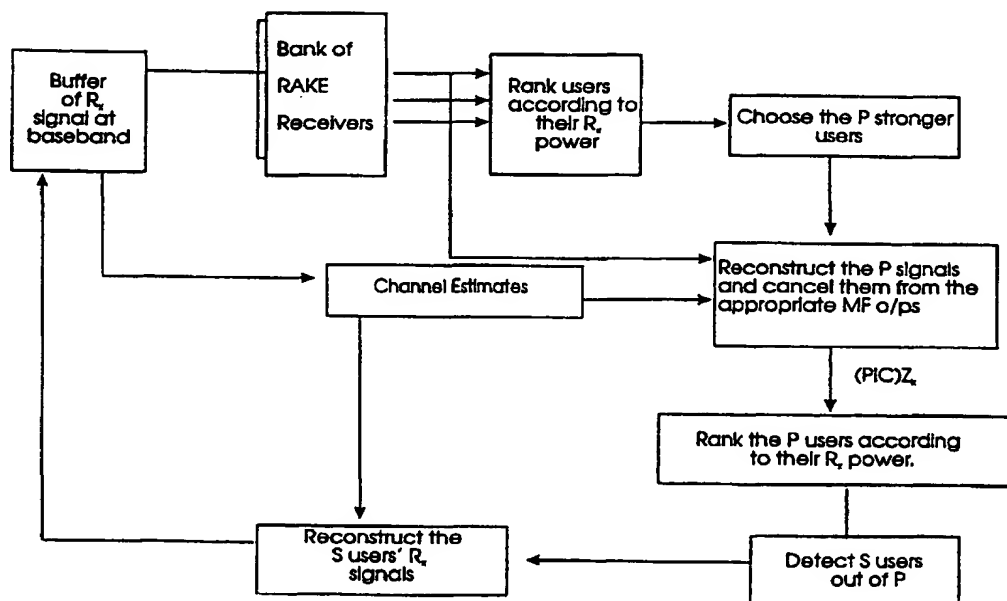 Buffer
of Rx
signal at
baseband
Bank of
RAKE
Receivers
Rank users
according to
their Rx
power
Choose the P stronger
users
Channel Estimates
Reconstruct the P signals
and cancel them from the
appropriate MF o/ps
(PIC)Zk
Rank the P users according
to their Rx power.
Reconstruct the
S users' Rx
signals
Detect S users
out of P